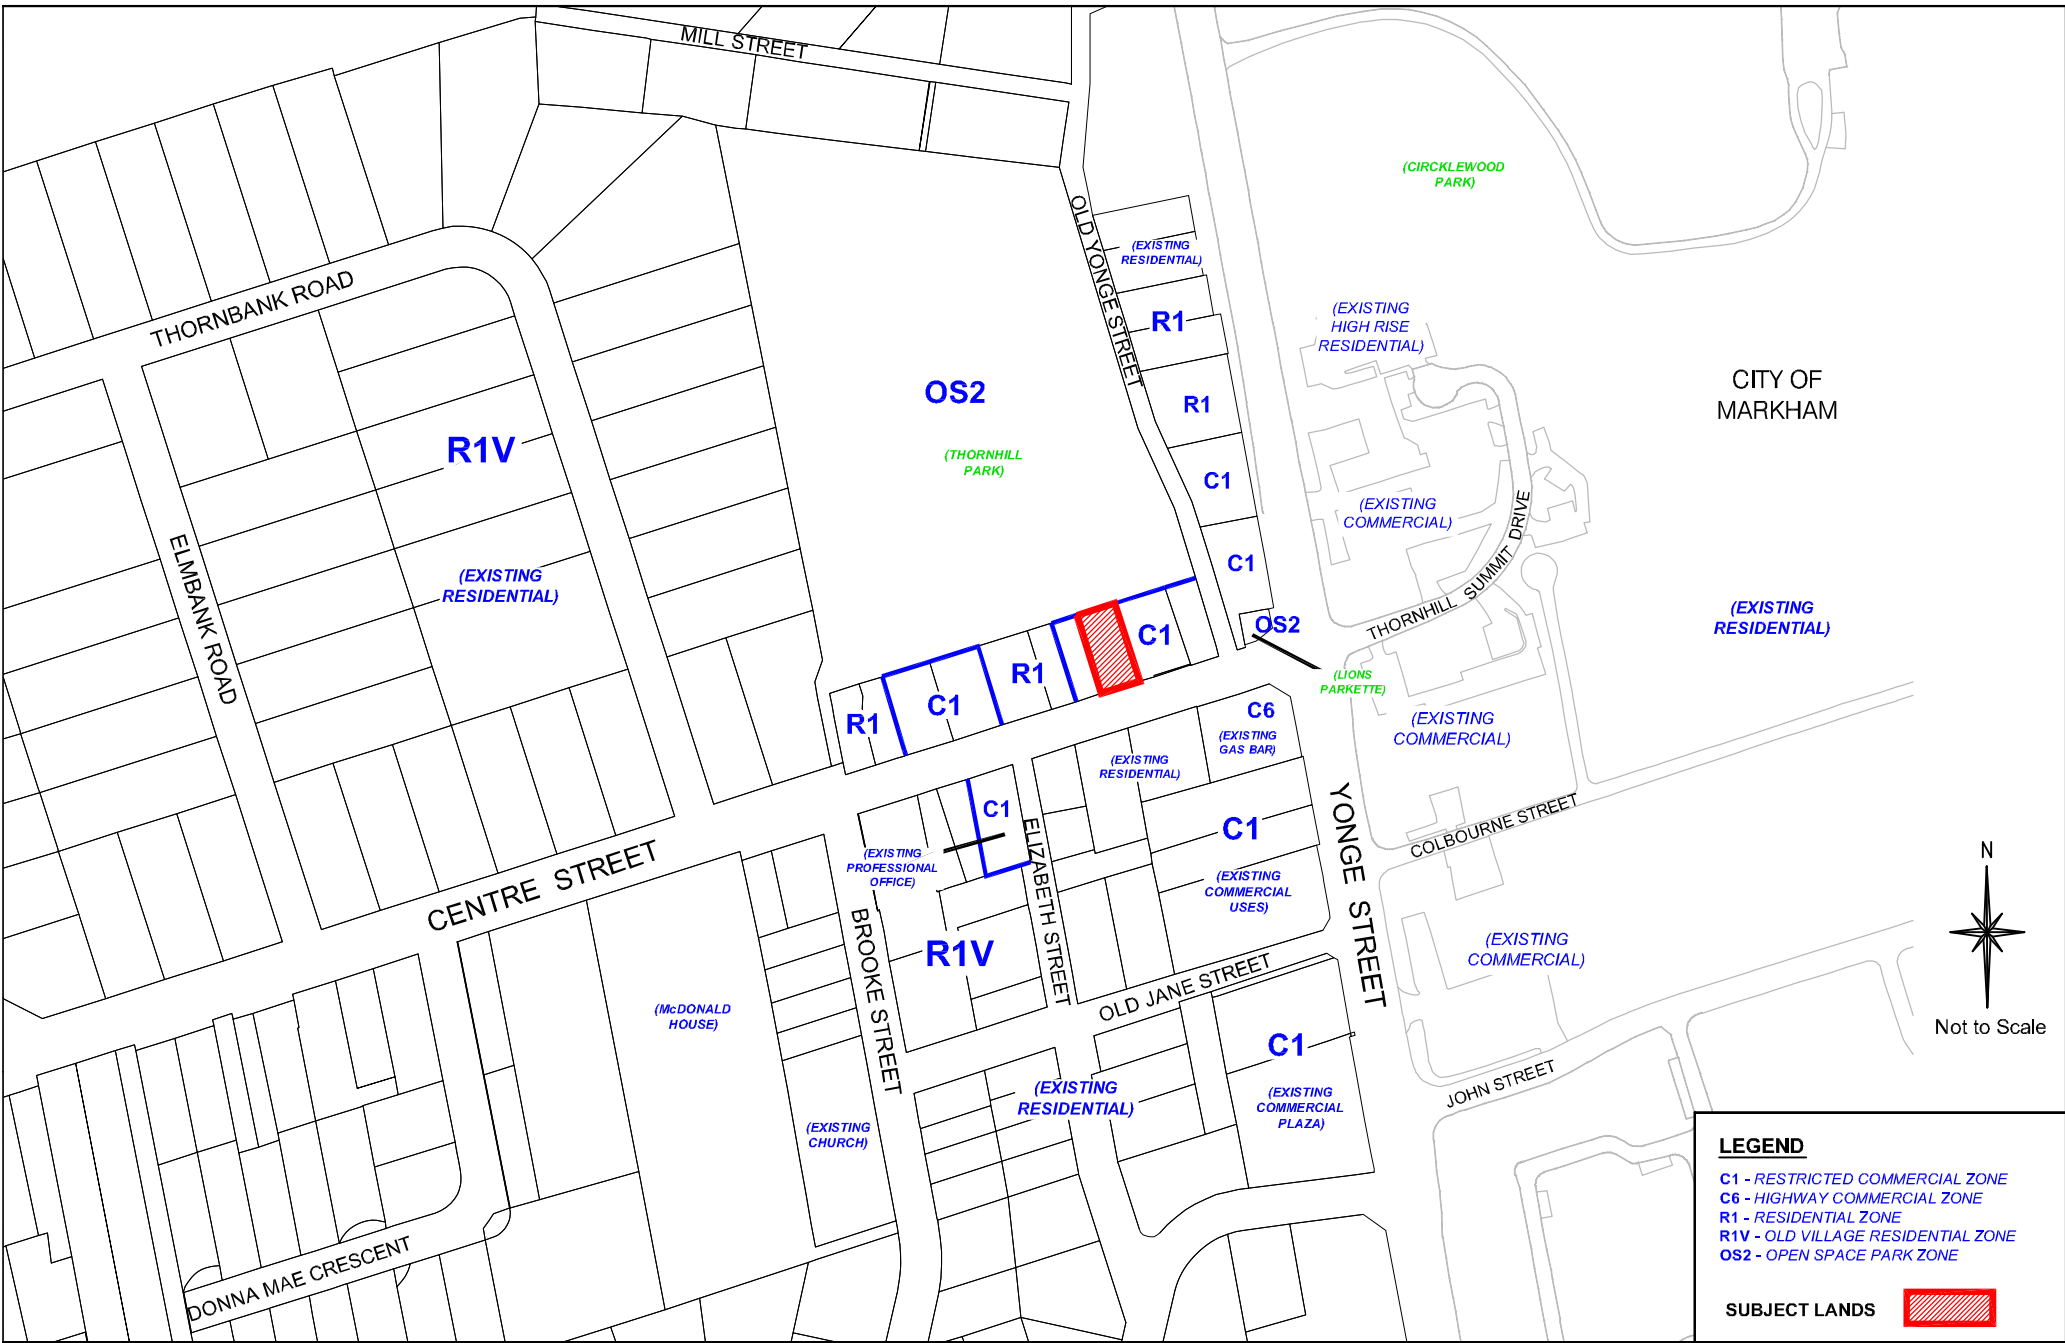 MILL STREET
(CIRCKLEWOOD
PARK)
OLD YONGE STREET
(EXISTING
RESIDENTIAL)
THORNBANK ROAD
R1
(EXISTING
HIGH RISE
RESIDENTIAL)
CITY OF
MARKHAM
OS2
R1
R1V
(THORNHILL
PARK)
C1
(EXISTING
COMMERCIAL)
THORNHILL SUMMIT DRIVE
ELMBANK ROAD
(EXISTING
RESIDENTIAL)
C1
(EXISTING
RESIDENTIAL)
OS2
C1
R1
(LIONS
PARKETTE)
C1
R1
C6
(EXISTING
GAS BAR)
(EXISTING
COMMERCIAL)
(EXISTING
RESIDENTIAL)
C1
ELIZABETH STREET
C1
YONGE STREET
COLBOURNE STREET
CENTRE STREET
(EXISTING
PROFESSIONAL
OFFICE)
(EXISTING
COMMERCIAL
USES)
BROOKE STREET
R1V
(EXISTING
COMMERCIAL)
N
Not to Scale
OLD JANE STREET
(McDONALD
HOUSE)
C1
(EXISTING
COMMERCIAL
PLAZA)
JOHN STREET
(EXISTING
RESIDENTIAL)
(EXISTING
CHURCH)
DONNA MAE CRESCENT
LEGEND
C1 - RESTRICTED COMMERCIAL ZONE
C6 - HIGHWAY COMMERCIAL ZONE
R1 - RESIDENTIAL ZONE
R1V - OLD VILLAGE RESIDENTIAL ZONE
OS2 - OPEN SPACE PARK ZONE
SUBJECT LANDS